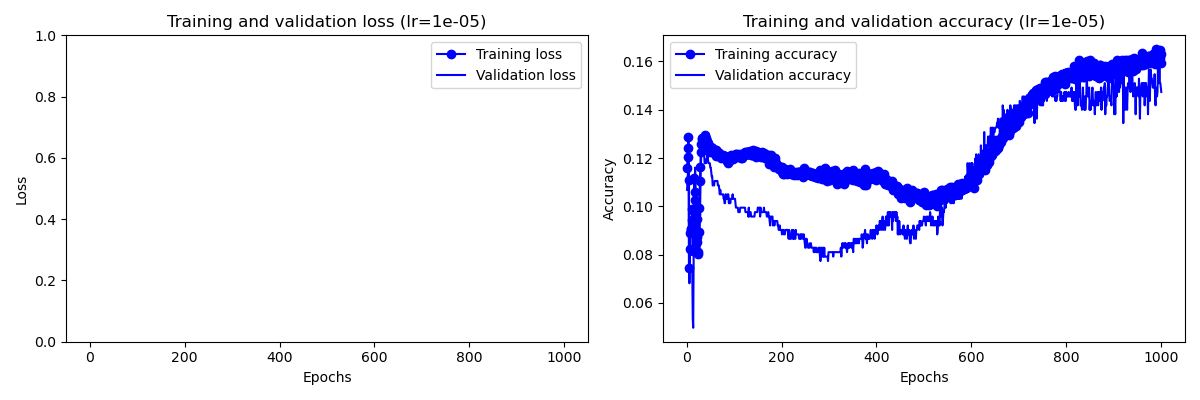 Training and validation loss (lr=1e-05)
1.0
0.8
0.6
0.4
0.2
0.0
Loss
Training loss
Validation loss
0 200 400 600 800 1000
Epochs
Training and validation accuracy (lr=1e-05)
0.16
0.14
0.12
0.10
0.08
0.06
Accuracy
Training accuracy
Validation accuracy
0 200 400 600 800 1000
Epochs